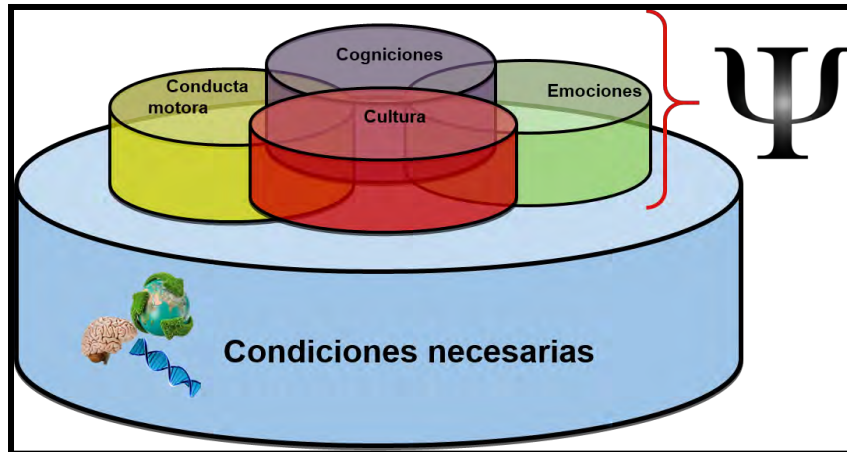 Cogniciones
Conducta
motora
Emociones
Cultura
Ψ
Condiciones necesarias